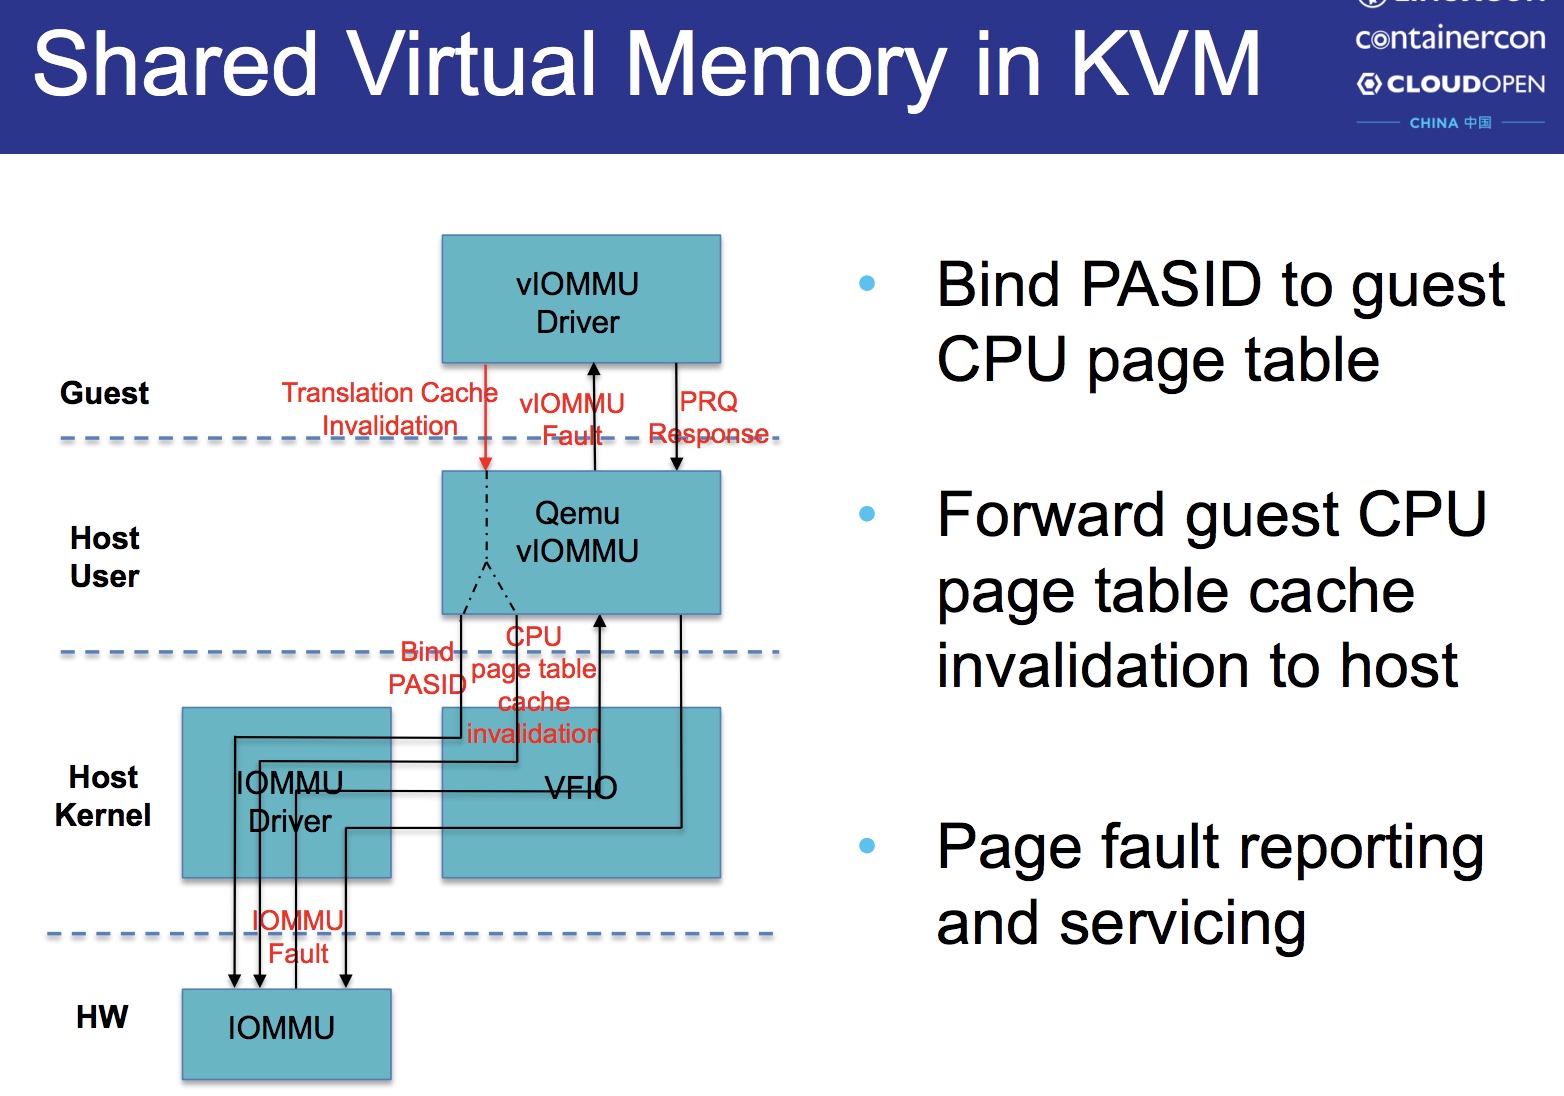 Shared Virtual Memory in KVM
containercon
CLOUDOPEN
CHINA 中国
vIOMMU
Driver
Guest
Translation Cache
Invalidation
vIOMMU
Fault
PRQ
Response
Host
User
Qemu
vIOMMU
Bind
PASID
CPU
page table
cache
invalidation
Host
Kernel
IOMMU
Driver
VFIO
IOMMU
Fault
HW
IOMMU
• Bind PASID to guest
CPU page table
• Forward guest CPU
page table cache
invalidation to host
• Page fault reporting
and servicing